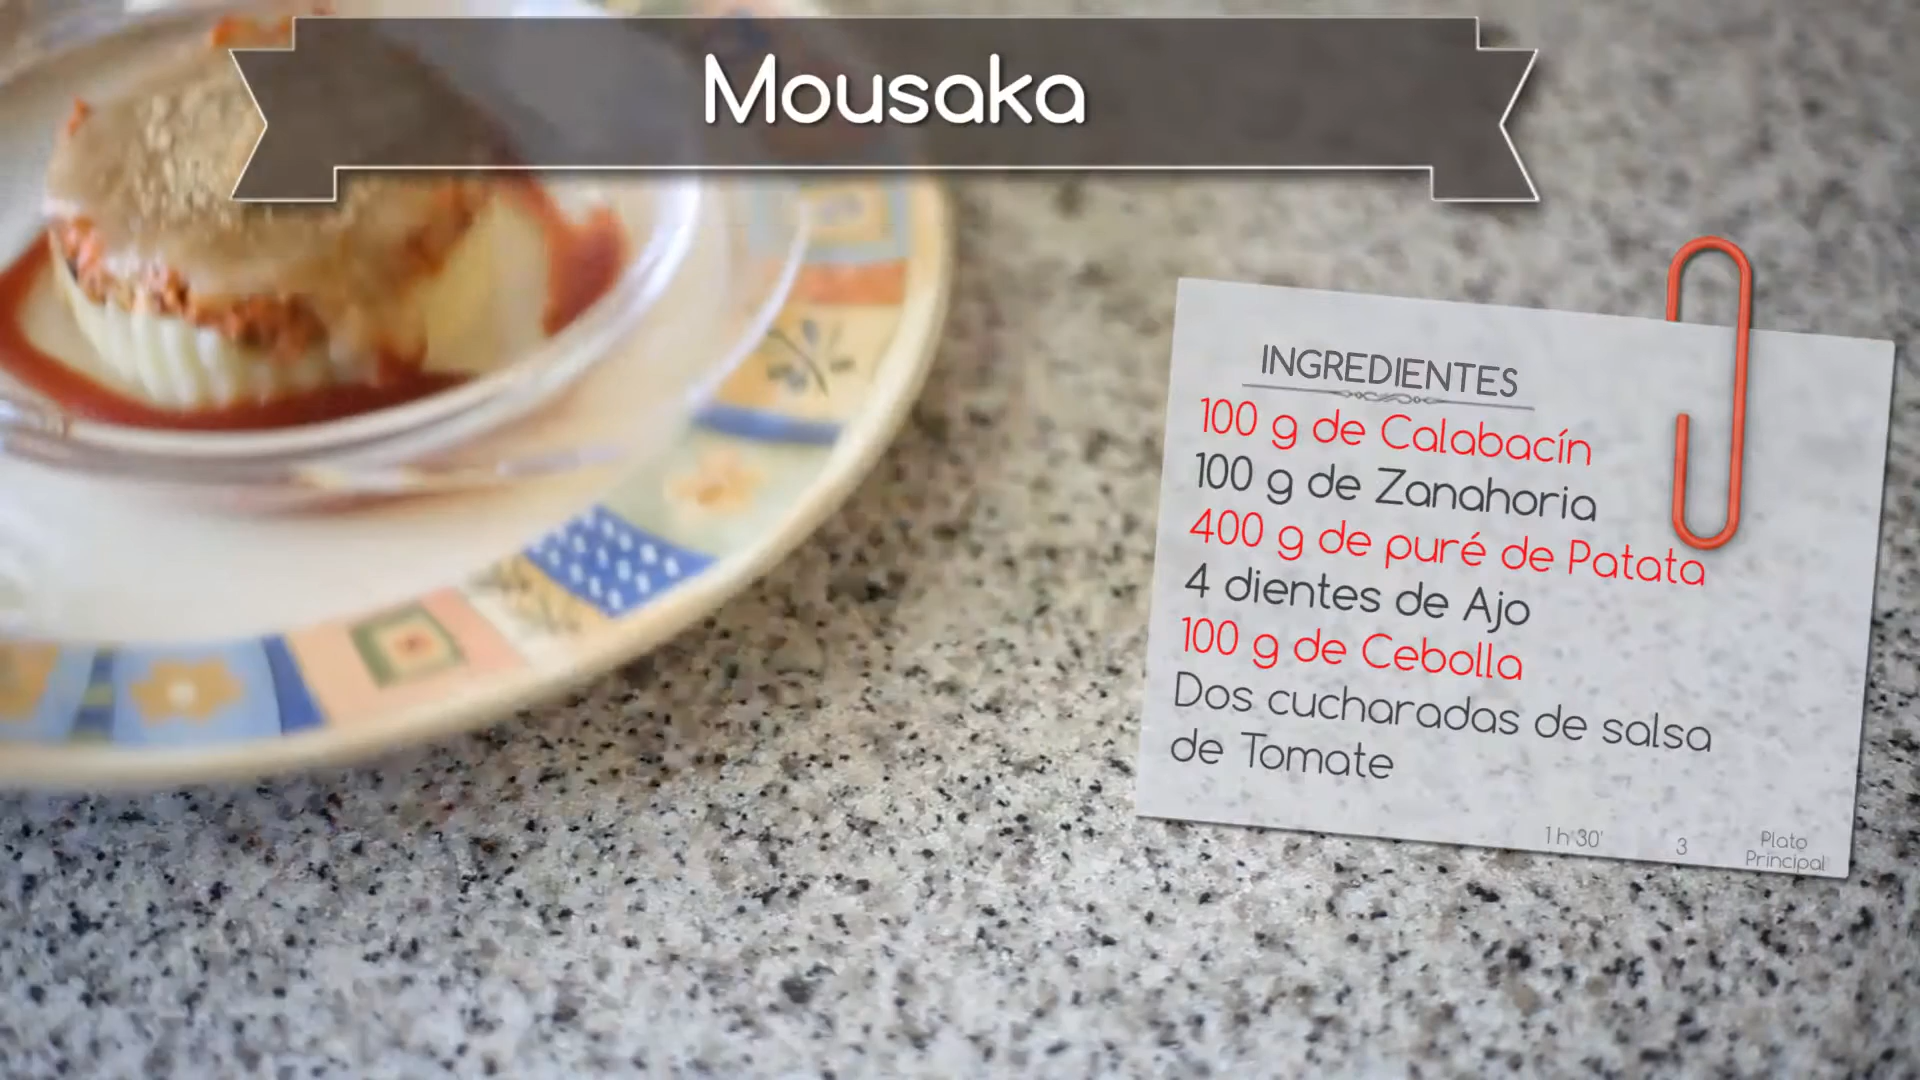 Mousaka
INGREDIENTES
100 g de Calabacín
100 g de Zanahoria
400 g de puré de Patata
4 dientes de Ajo
100 g de Cebolla
Dos cucharadas de salsa
de Tomate
1 h 30'
3
Plato
Principal